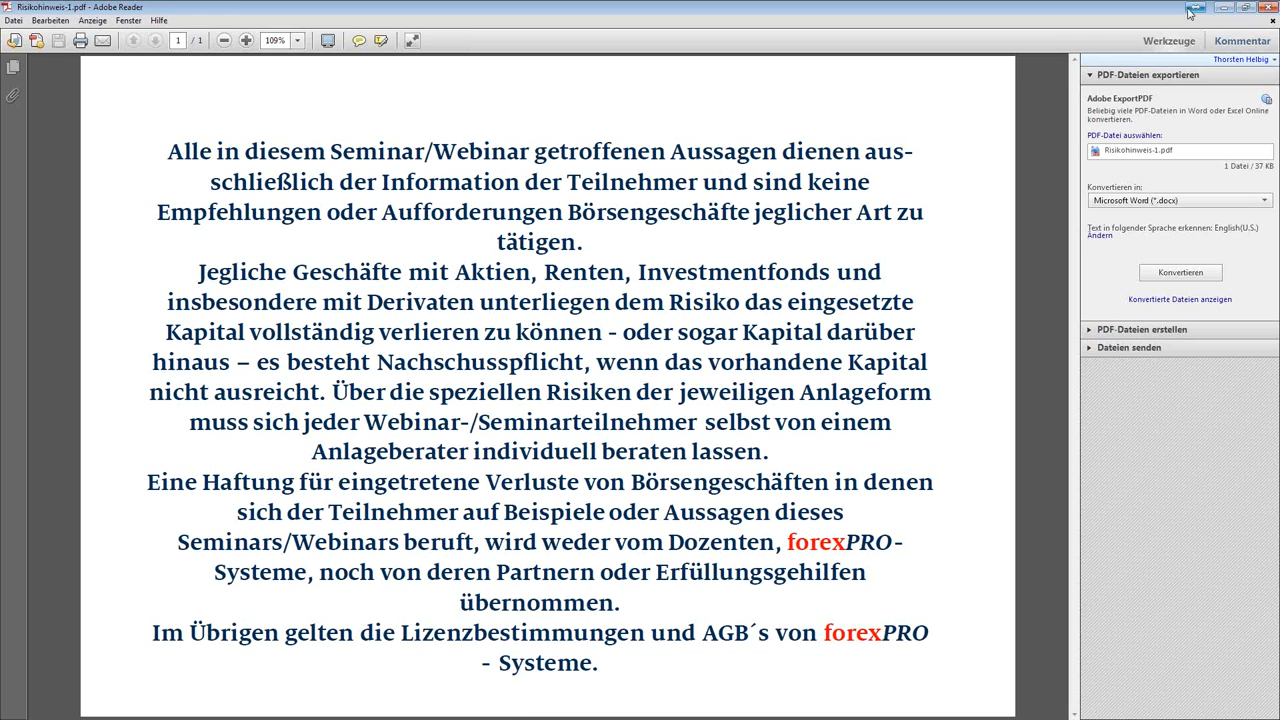 Risikohinweis-1.pdf - Adobe Reader
Datei Bearbeiten Anzeige Fenster Hilfe
1 / 1 109% Werkzeuge Kommentar
Thorsten Helbig
PDF-Dateien exportieren
Adobe ExportPDF
Beliebig viele PDF-Dateien in Word oder Excel Online
konvertieren.
PDF-Datei auswählen:
Risikohinweis-1.pdf
1 Datei / 37 KB
Konvertieren in:
Microsoft Word (*.docx)
Text in folgender Sprache erkennen: English(U.S.)
Ändern
Konvertieren
Konvertierte Dateien anzeigen
PDF-Dateien erstellen
Dateien senden
Alle in diesem Seminar/Webinar getroffenen Aussagen dienen aus-
schließlich der Information der Teilnehmer und sind keine
Empfehlungen oder Aufforderungen Börsengeschäfte jeglicher Art zu
tätigen.
Jegliche Geschäfte mit Aktien, Renten, Investmentfonds und
insbesondere mit Derivaten unterliegen dem Risiko das eingesetzte
Kapital vollständig verlieren zu können - oder sogar Kapital darüber
hinaus – es besteht Nachschusspflicht, wenn das vorhandene Kapital
nicht ausreicht. Über die speziellen Risiken der jeweiligen Anlageform
muss sich jeder Webinar-/Seminarteilnehmer selbst von einem
Anlageberater individuell beraten lassen.
Eine Haftung für eingetretene Verluste von Börsengeschäften in denen
sich der Teilnehmer auf Beispiele oder Aussagen dieses
Seminars/Webinars beruft, wird weder vom Dozenten, forexPRO-
Systeme, noch von deren Partnern oder Erfüllungsgehilfen
übernommen.
Im Übrigen gelten die Lizenzbestimmungen und AGB´s von forexPRO
- Systeme.